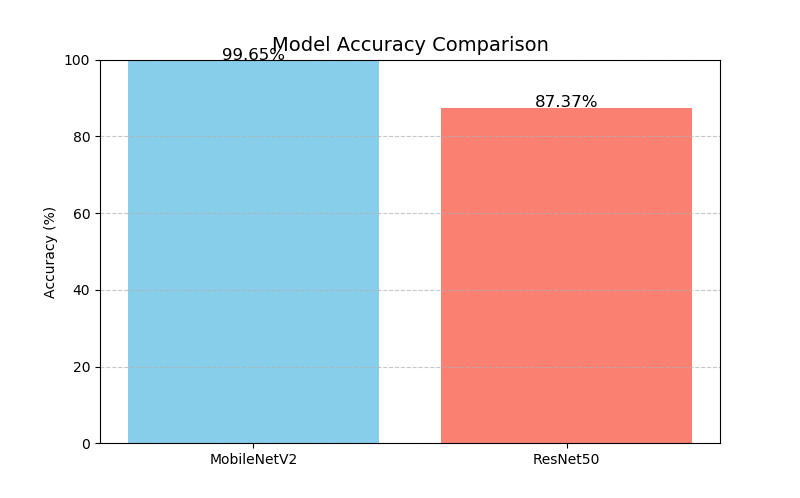 Model Accuracy Comparison
99.65%
87.37%
100
80
60
40
20
0
Accuracy (%)
MobileNetV2
ResNet50